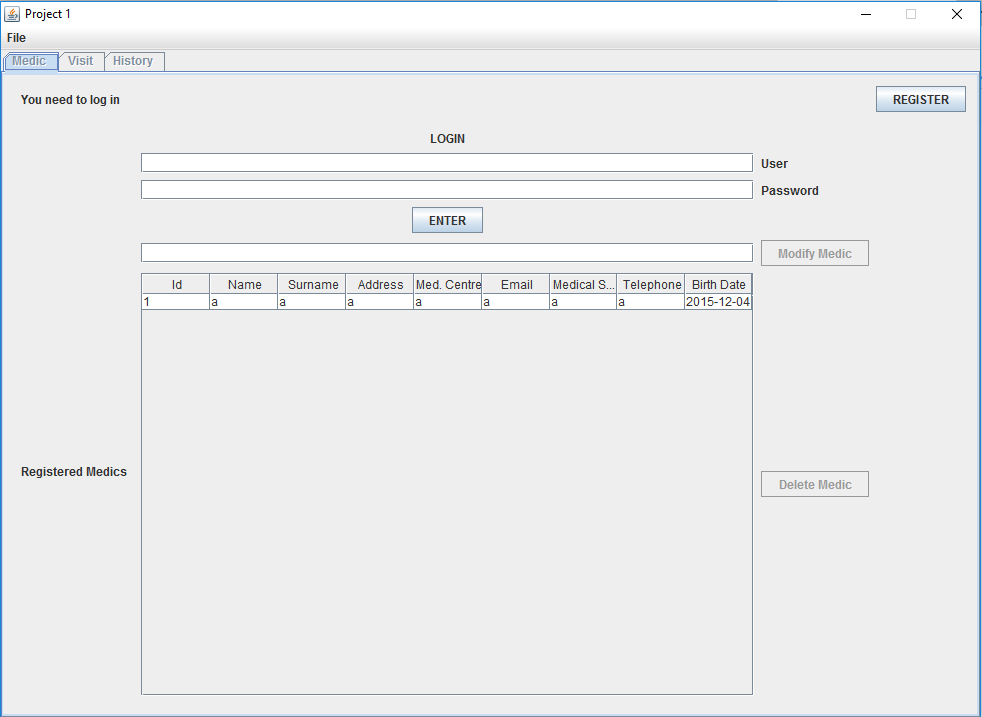 Project 1
File
Medic Visit History
You need to log in REGISTER
LOGIN
User
Password
ENTER
Modify Medic
Id Name Surname Address Med. Centre Email Medical S... Telephone Birth Date
1 a a a a a a a 2015-12-04
Registered Medics
Delete Medic